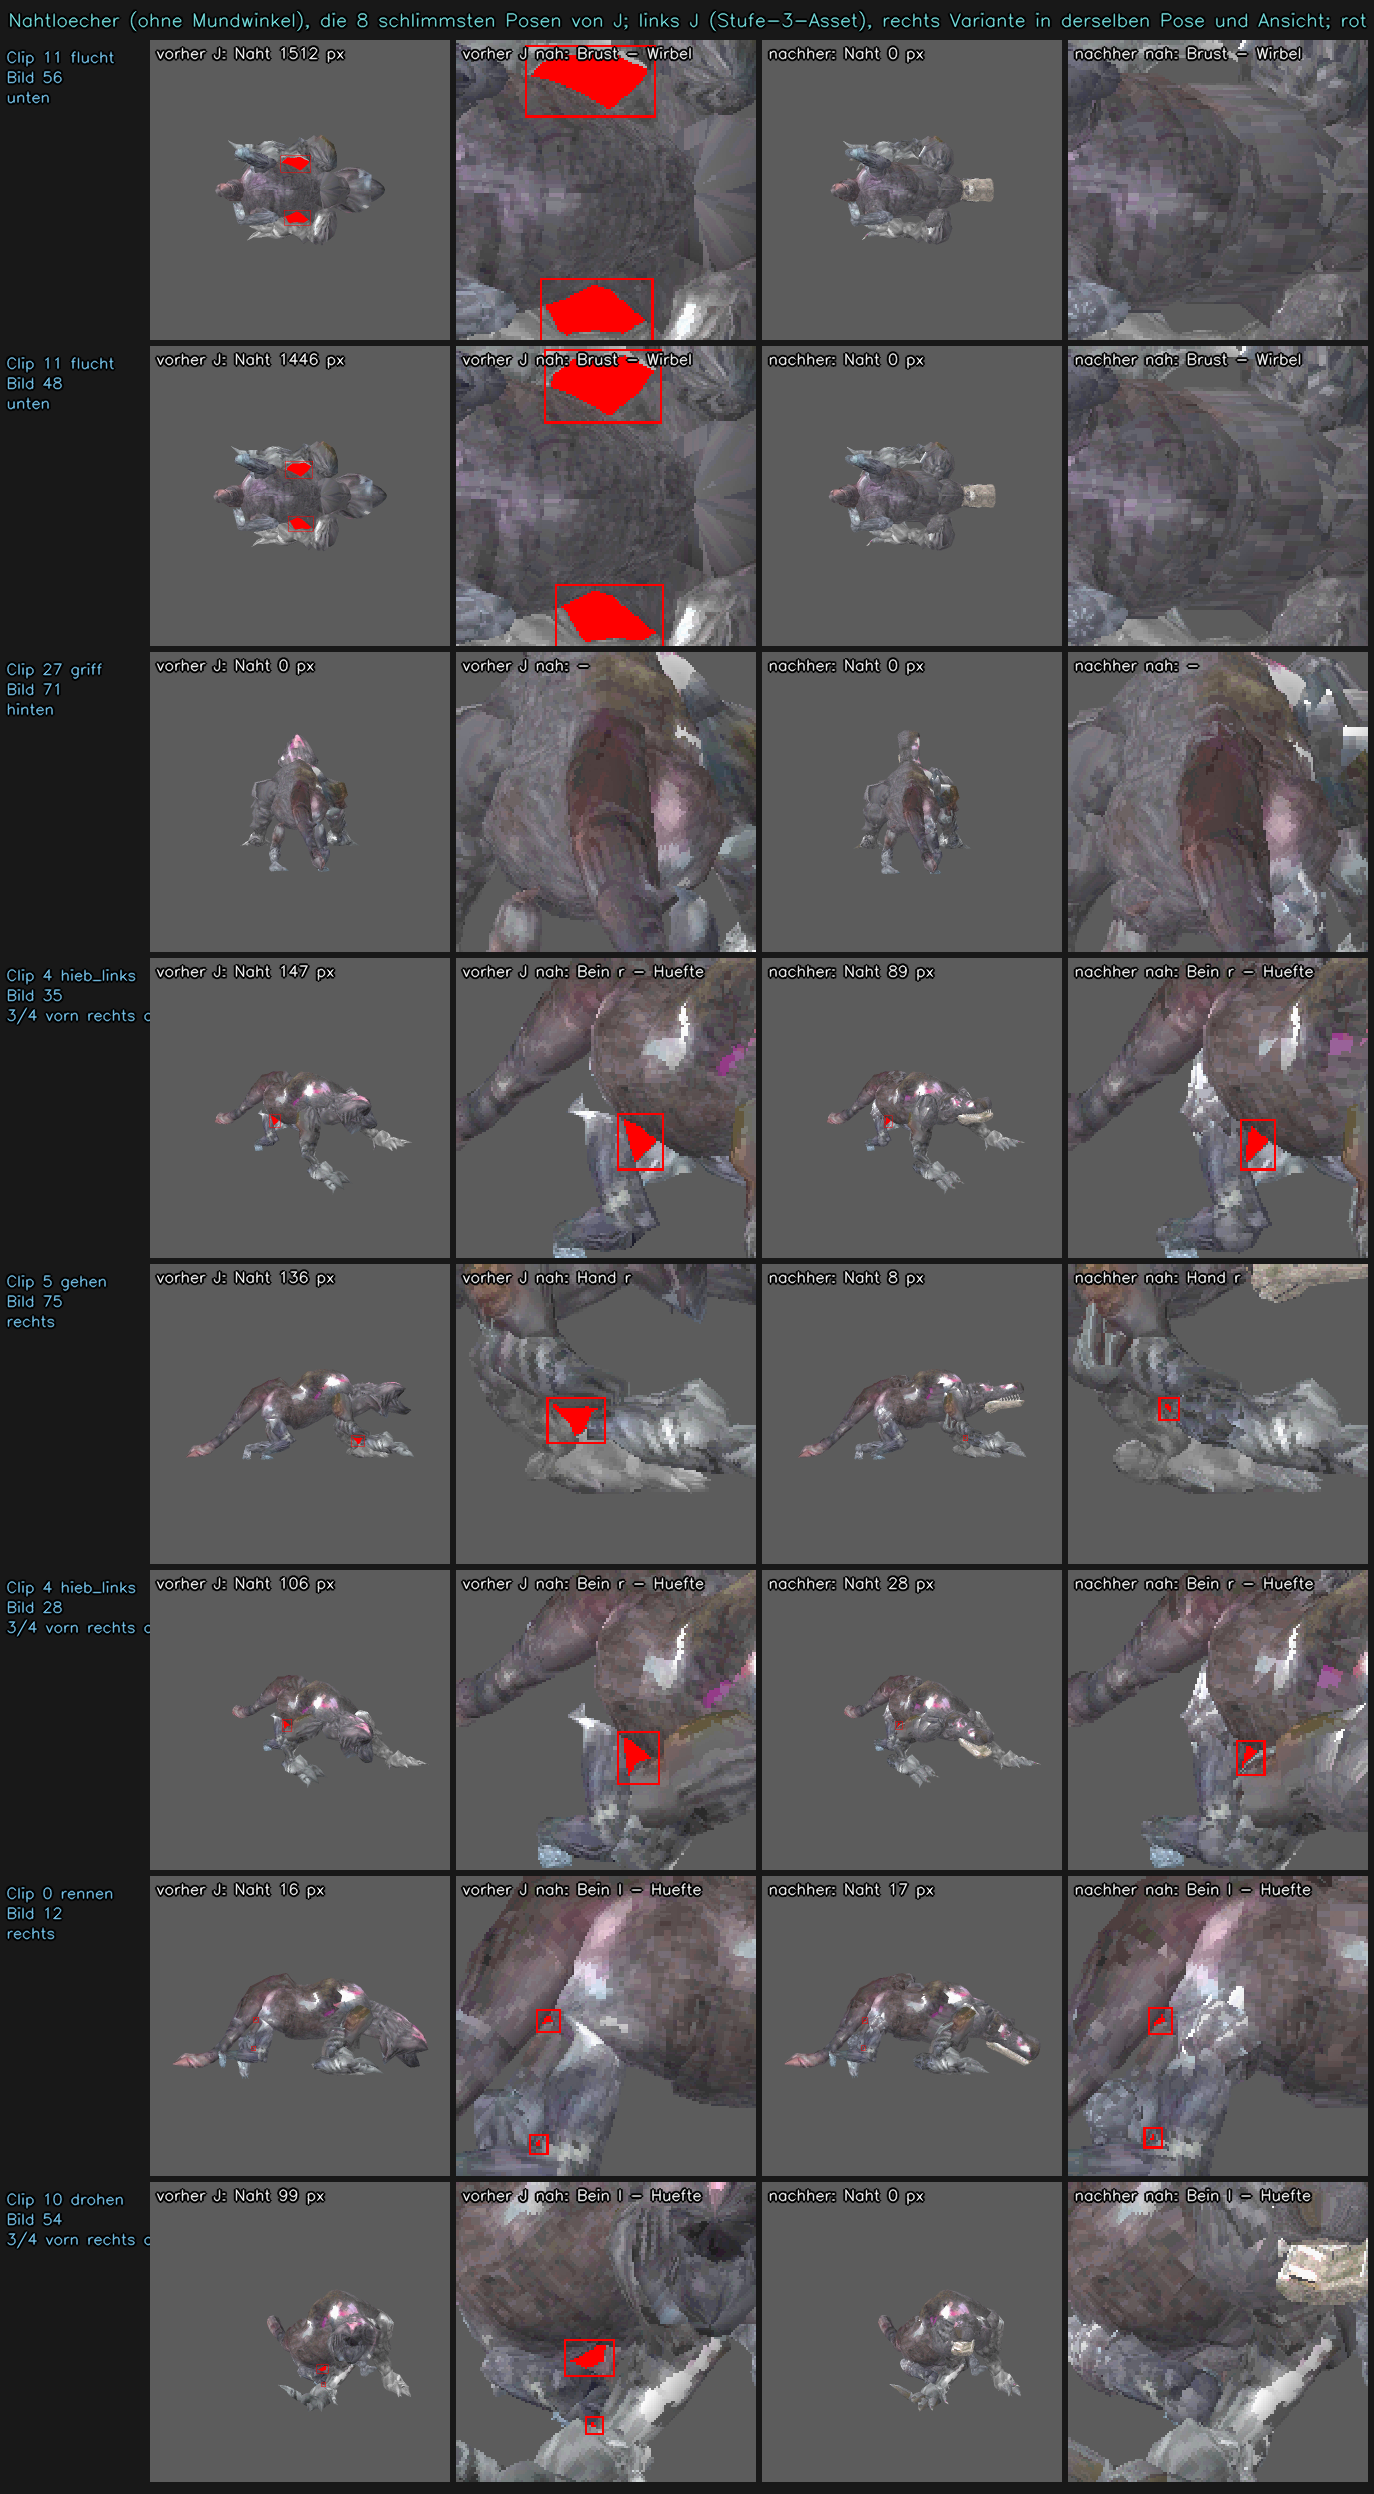 Nahtloecher (ohne Mundwinkel), die 8 schlimmsten Posen von J; links J (Stufe-3-Asset), rechts Variante in derselben Pose und Ansicht; rot
Clip 11 flucht
Bild 56
unten
vorher J: Naht 1512 px
vorher J nah: Brust - Wirbel
nachher: Naht 0 px
nachher nah: Brust - Wirbel
Clip 11 flucht
Bild 48
unten
vorher J: Naht 1446 px
vorher J nah: Brust - Wirbel
nachher: Naht 0 px
nachher nah: Brust - Wirbel
Clip 27 griff
Bild 71
hinten
vorher J: Naht 0 px
vorher J nah: -
nachher: Naht 0 px
nachher nah: -
Clip 4 hieb_links
Bild 35
3/4 vorn rechts o
vorher J: Naht 147 px
vorher J nah: Bein r - Huefte
nachher: Naht 89 px
nachher nah: Bein r - Huefte
Clip 5 gehen
Bild 75
rechts
vorher J: Naht 136 px
vorher J nah: Hand r
nachher: Naht 8 px
nachher nah: Hand r
Clip 4 hieb_links
Bild 28
3/4 vorn rechts o
vorher J: Naht 106 px
vorher J nah: Bein r - Huefte
nachher: Naht 28 px
nachher nah: Bein r - Huefte
Clip 0 rennen
Bild 12
rechts
vorher J: Naht 16 px
vorher J nah: Bein l - Huefte
nachher: Naht 17 px
nachher nah: Bein l - Huefte
Clip 10 drohen
Bild 54
3/4 vorn rechts o
vorher J: Naht 99 px
vorher J nah: Bein l - Huefte
nachher: Naht 0 px
nachher nah: Bein l - Huefte